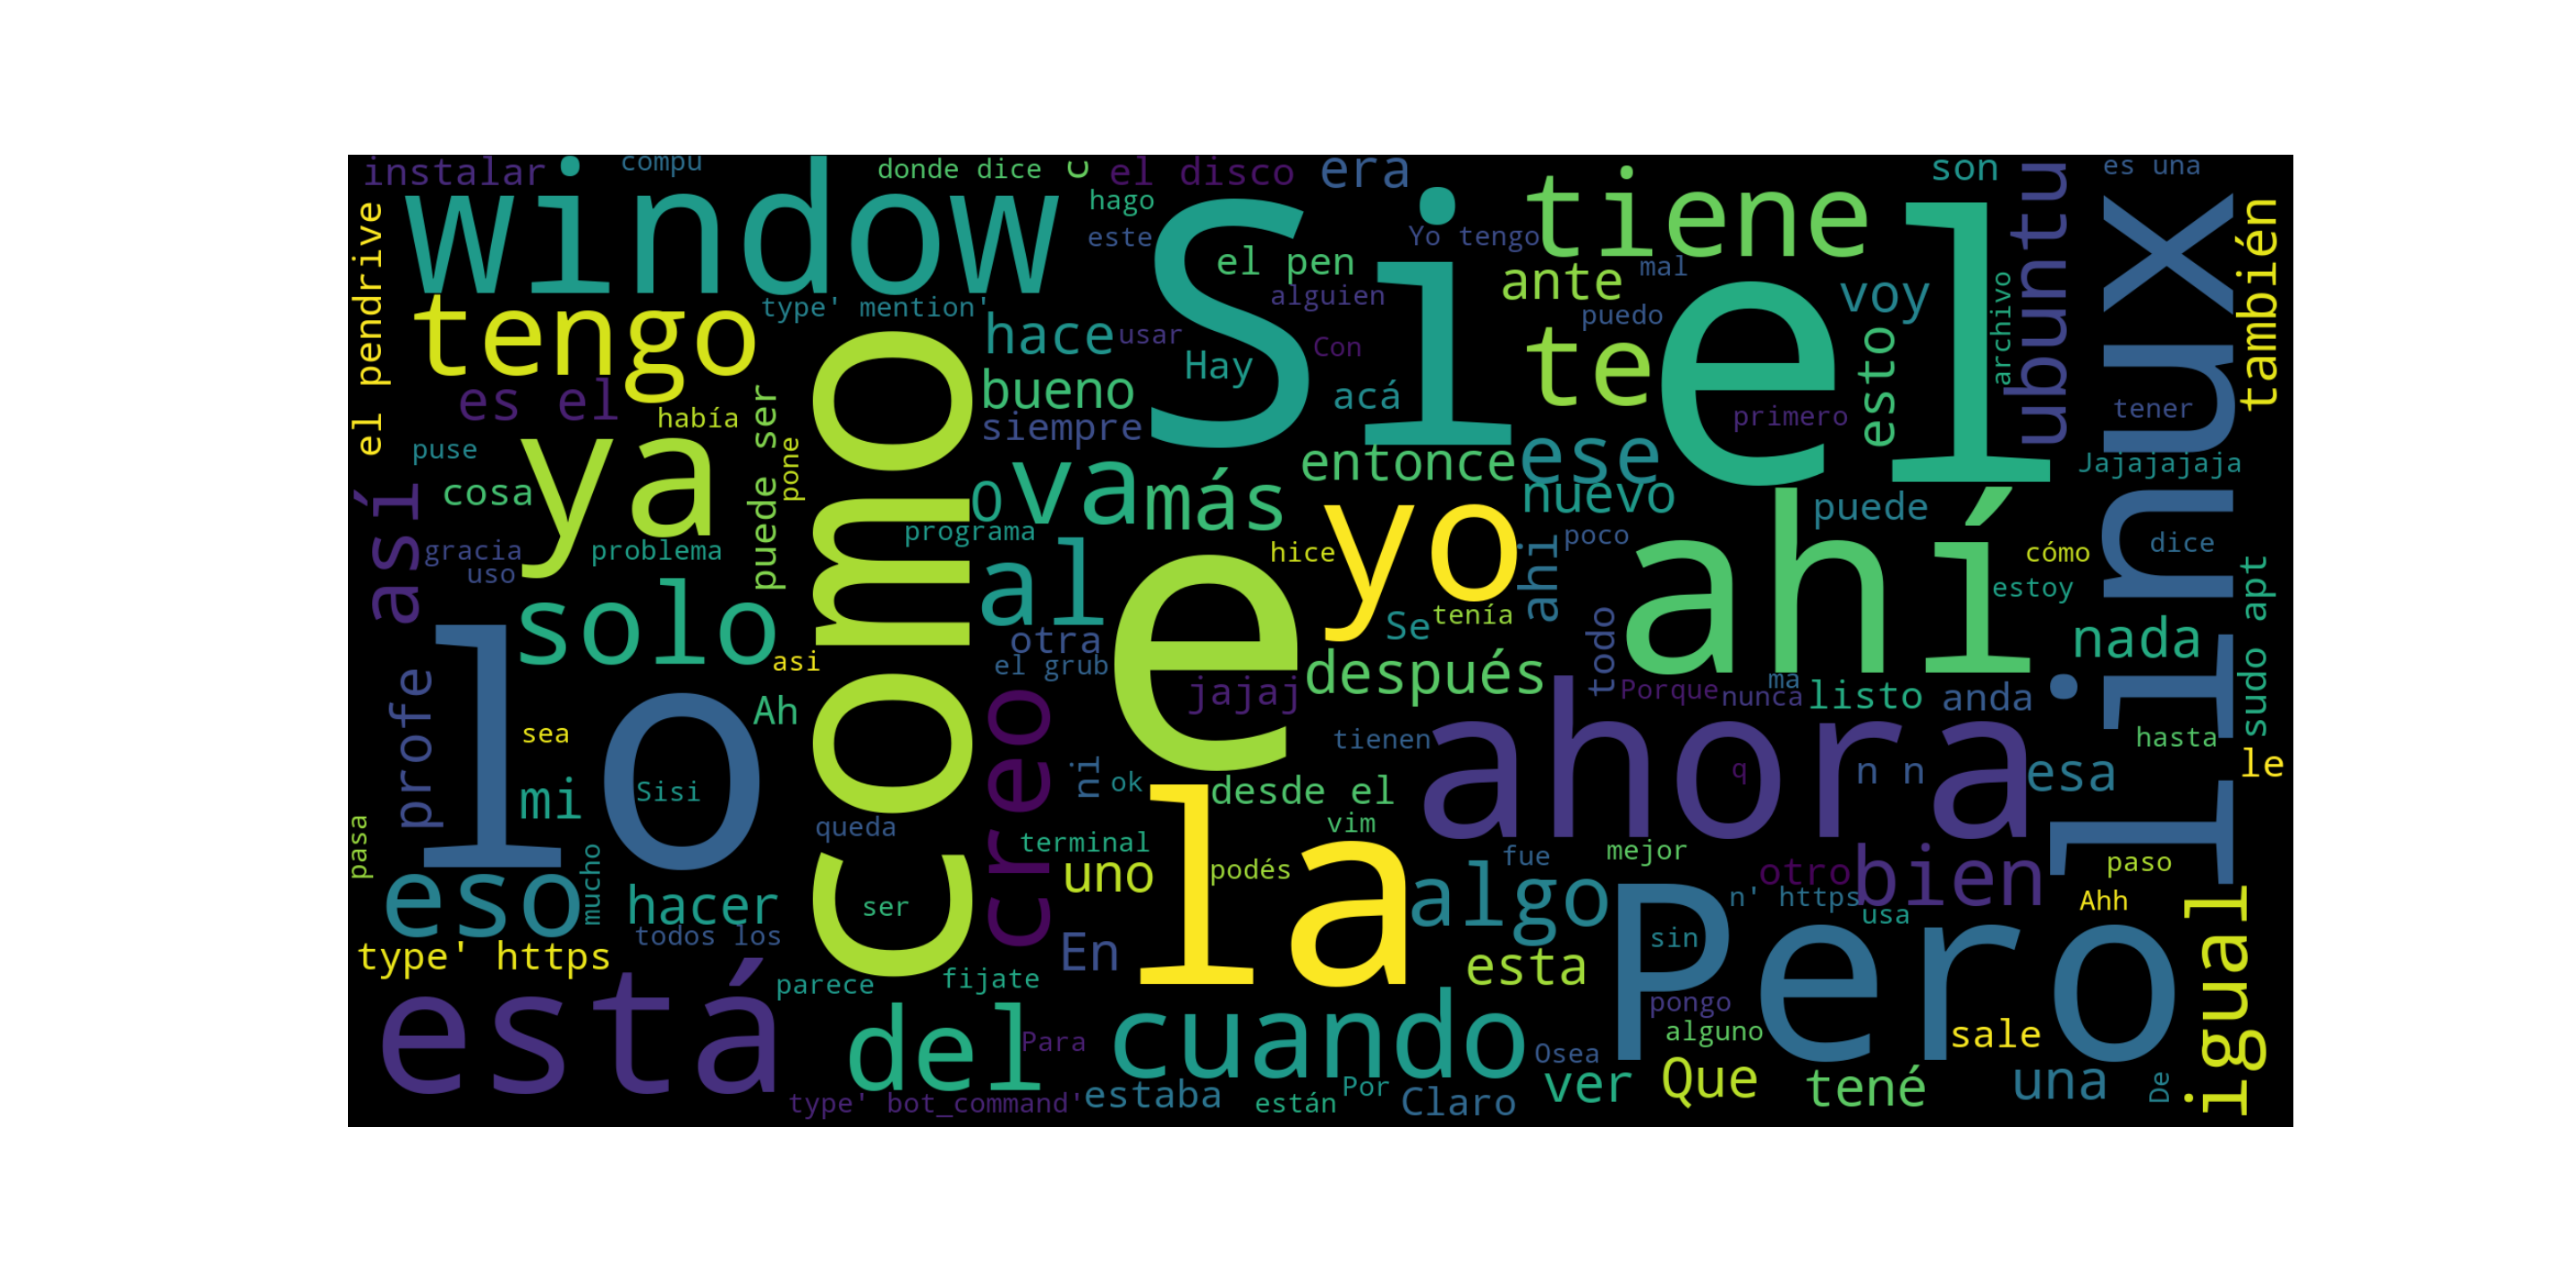 instalar
compu
donde dice
c
el disco
era
son
es una
window
Si
tiene
el
ubuntu
linux
también
el pendrive
hago
este
Yo tengo
el pen
ante
mal
voy
archivo
tengo
type' mention'
hace
usar
alguien
puedo
Hay
Con
te
esto
es el
había
bueno
acá
siempre
primero
tener
como
puede ser
pone
puse
ya
cosa
entonce
ese
Jajajajaja
así
O
va
más
yo
nuevo
puede
ahí
programa
gracia
uso
problema
al
e
hice
ahi
poco
cómo
dice
estoy
sudo apt
solo
otra
Se
tenía
todo
nada
asi
el grub
después
lo
profe
Ah
creo
jajaj
Porque
nunca
ma
listo
anda
sea
tienen
ahora
hasta
mi
Sisi
ni
ok
desde el
q
n n
esa
le
pasa
queda
la
vim
terminal
uno
podés
fue
mejor
otro
bien
paso
eso
mucho
hacer
ser
algo
Pero
n' https
usa
Ahh
igual
todos los
En
sin
type' https
parece
fijate
esta
está
del
Para
cuando
pongo
alguno
sale
Osea
ver
Que
tené
una
De
type' bot_command'
estaba
están
Por
Claro